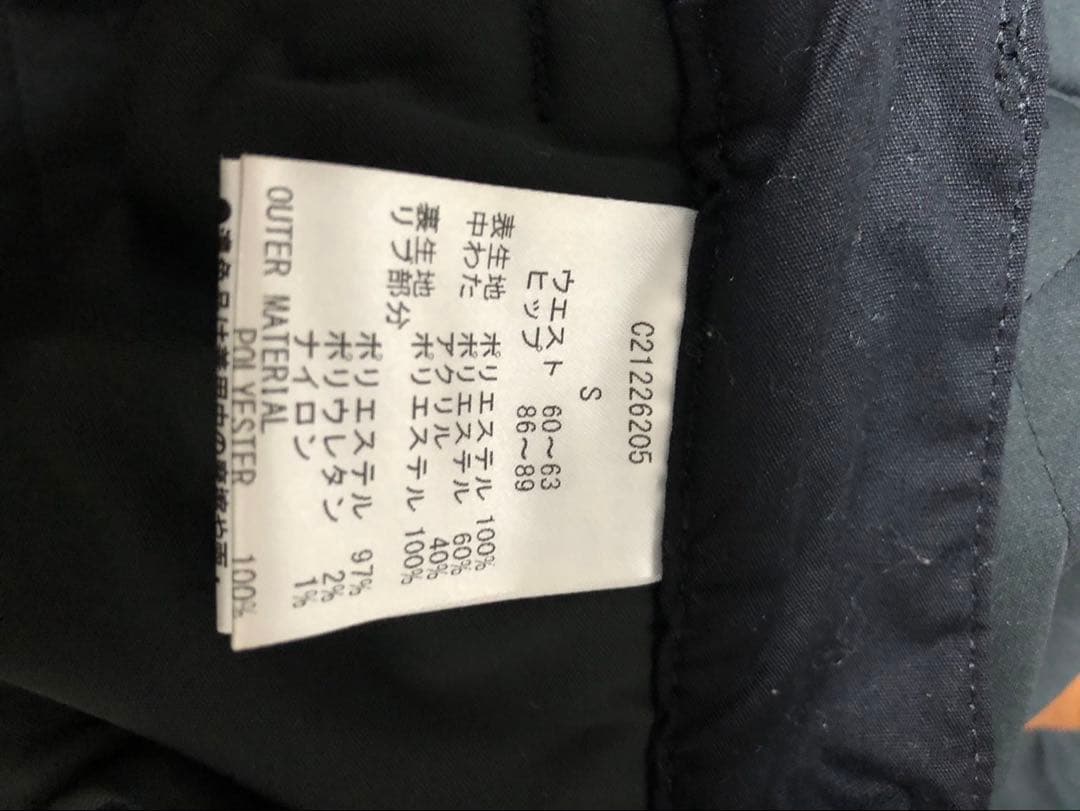 C21226205
S
ウエスト 60～63
ヒップ 86～89
表生地 ポリエステル 100%
中わた ポリエステル 60%
アクリル 40%
裏生地 ポリエステル 100%
リブ部分
ポリエステル 97%
ポリウレタン 2%
ナイロン 1%
OUTER MATERIAL
POLYESTER 100%